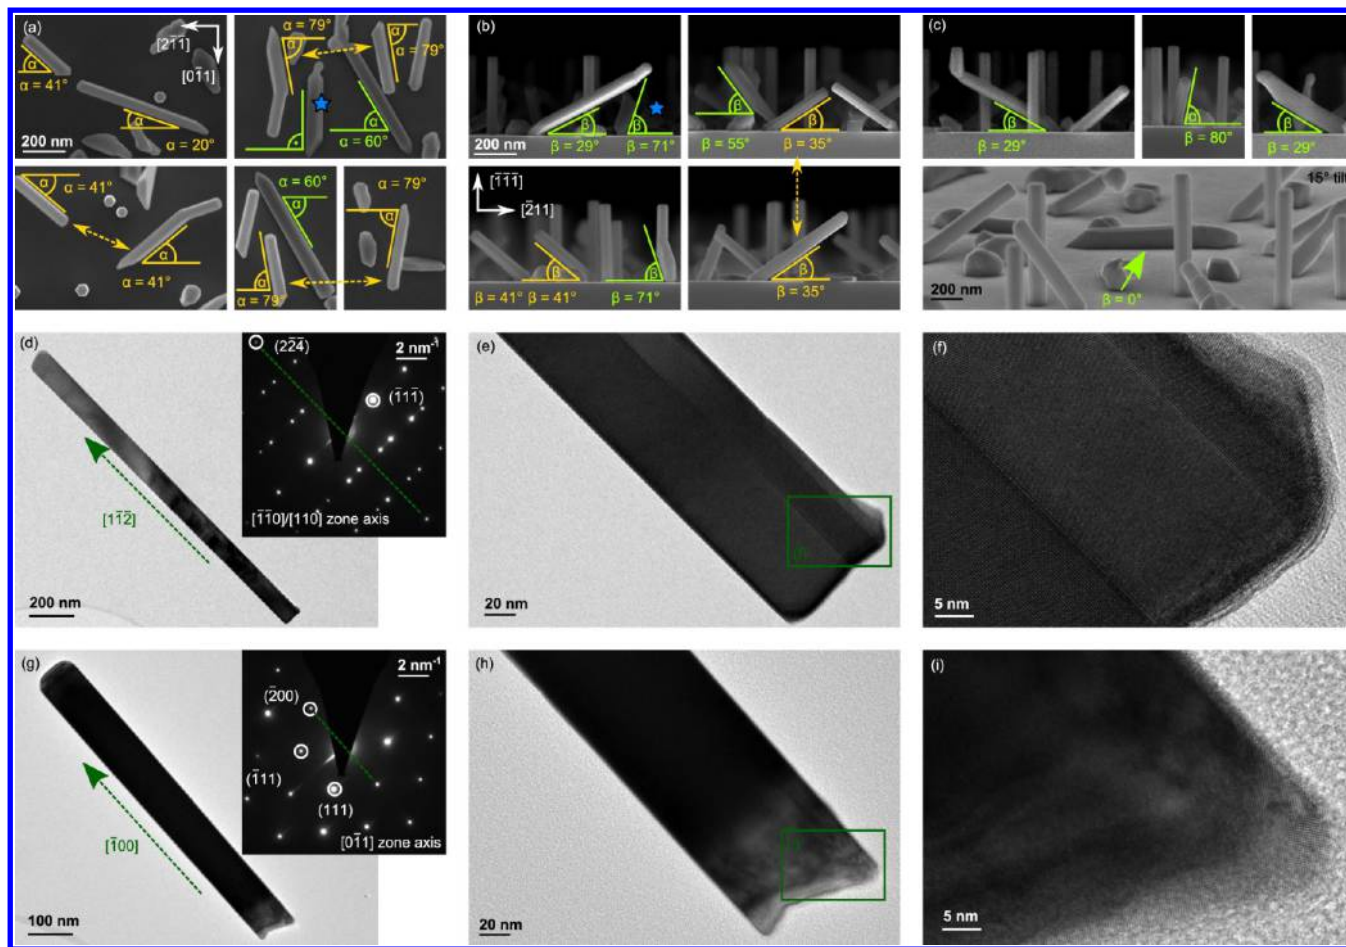 (a)
[2̄1̄1̄]
[01̄1]
α
α = 41°
α
α = 20°
200 nm
α = 79°
α
α
α = 79°
α
α = 60°
α
α = 41°
α
α = 41°
α = 60°
α
α
α = 79°
α = 79°
α
(b)
β
β
200 nm
β = 29°
β = 71°
β
β
β = 55°
β = 35°
[1̄1̄1̄]
[2̄11]
β
β
β = 41°
β = 41°
β = 71°
β
β = 35°
(c)
β
β = 29°
α
β = 80°
β
β = 29°
15° tilt
200 nm
β = 0°
(d)
(22̄4̄)
2 nm⁻¹
(1̄11̄)
[11̄2̄]
[1̄1̄0]/[110] zone axis
200 nm
(e)
20 nm
(f)
5 nm
(g)
2 nm⁻¹
(2̄00)
(1̄11)
(111)
[1̄00]
[01̄1] zone axis
100 nm
(h)
20 nm
(i)
5 nm